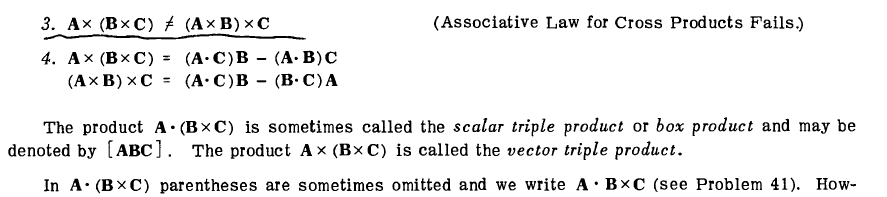 3. A× (B×C) ≠ (A×B)×C (Associative Law for Cross Products Fails.)
4. A× (B×C) = (A·C)B − (A·B)C
(A×B)×C = (A·C)B − (B·C)A
The product A·(B×C) is sometimes called the scalar triple product or box product and may be
denoted by [ABC]. The product A×(B×C) is called the vector triple product.
In A·(B×C) parentheses are sometimes omitted and we write A·B×C (see Problem 41). How-